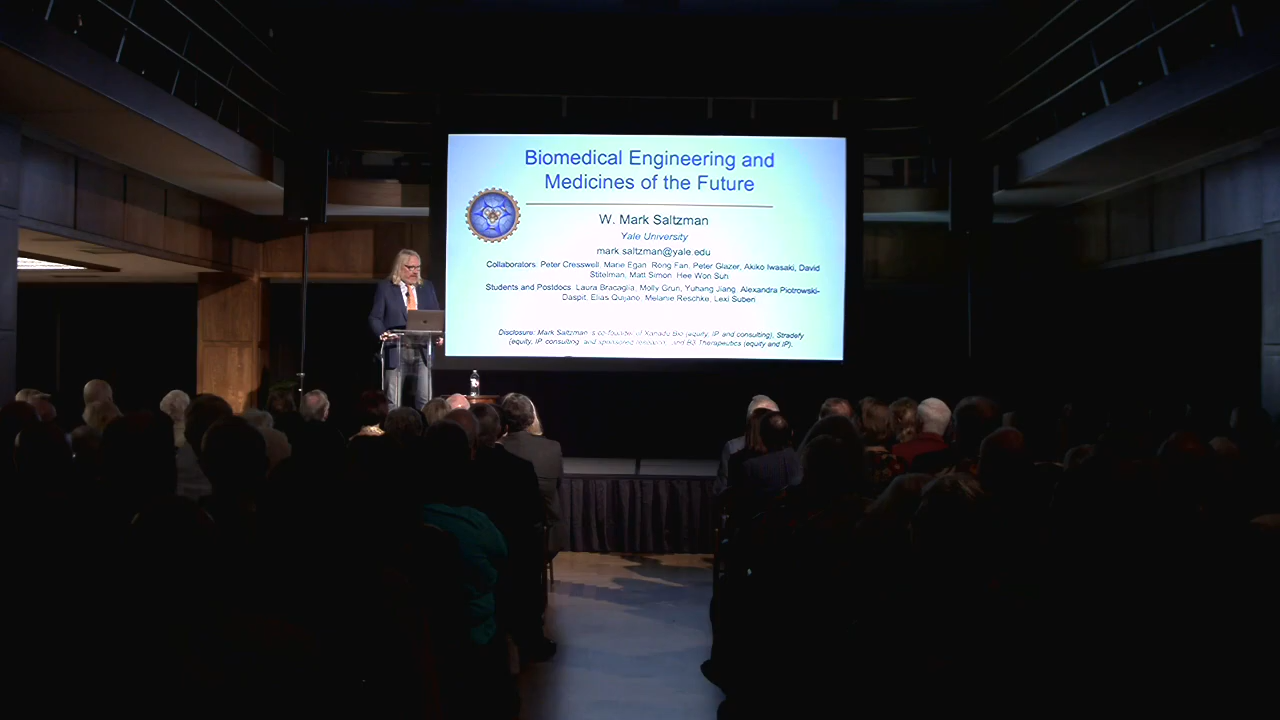 Biomedical Engineering and
Medicines of the Future
W. Mark Saltzman
Yale University
mark saltzman@yale.edu
Collaborators: Peter Cresswell, Marie Egan, Rong Fan, Peter Glazer, Akiko Iwasaki, David
Stitelman, Matt Simon, Hee Won Suh
Students and Postdocs: Laura Bracaglia, Molly Grun, Yuhang Jiang, Alexandra Piotrowski-
Daspit, Elias Quijano, Melanie Reschke, Lexi Suberi
Disclosure: Mark Saltzman is co-founder of Xanadu Bio (equity, IP, and consulting), Stradefy
(equity, IP, consulting, and sponsored research), and B3 Therapeutics (equity and IP).